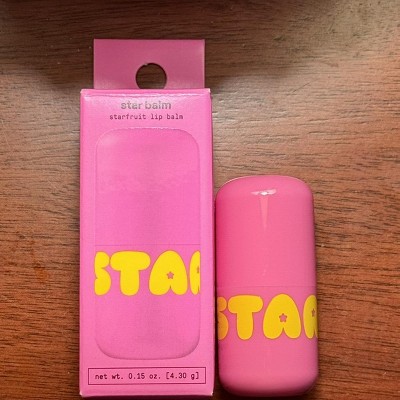 star balm
starfruit lip balm
STAR
net wt. 0.15 oz. [4.30 g]
STAR